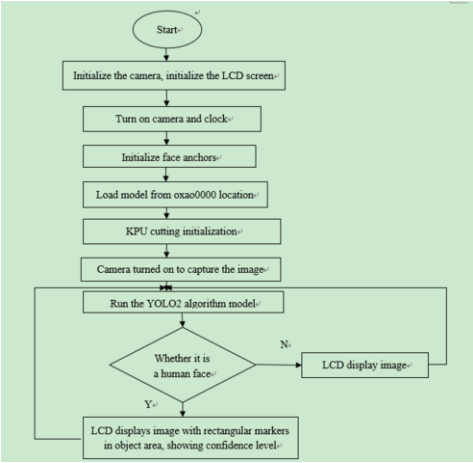 Start
Initialize the camera, initialize the LCD screen
Turn on camera and clock
Initialize face anchors
Load model from oxao0000 location
KPU cutting initialization
Camera turned on to capture the image
Run the YOLO2 algorithm model
Whether it is
a human face
N
LCD display image
Y
LCD displays image with rectangular markers
in object area, showing confidence level